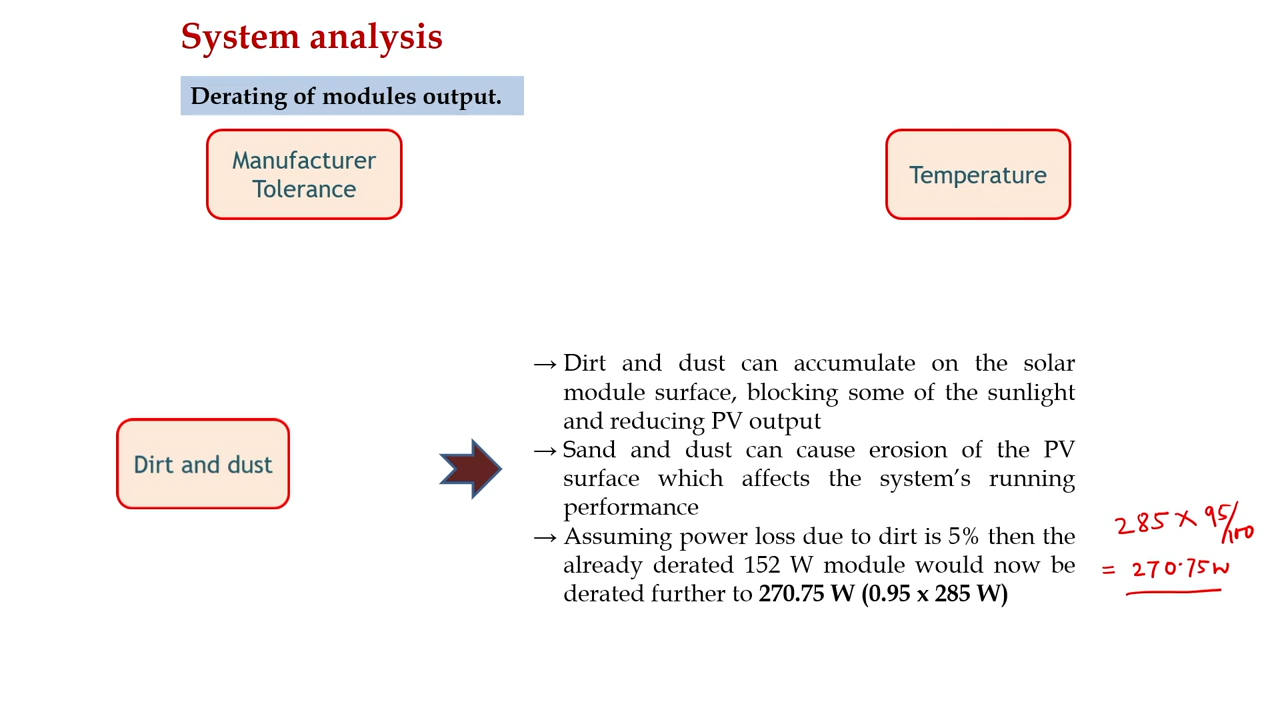 System analysis
Derating of modules output.
Manufacturer
Tolerance
Temperature
Dirt and dust
→ Dirt and dust can accumulate on the solar
module surface, blocking some of the sunlight
and reducing PV output
→ Sand and dust can cause erosion of the PV
surface which affects the system's running
performance
→ Assuming power loss due to dirt is 5% then the
already derated 152 W module would now be
derated further to 270.75 W (0.95 x 285 W)
285 × 95/100
= 270.75W